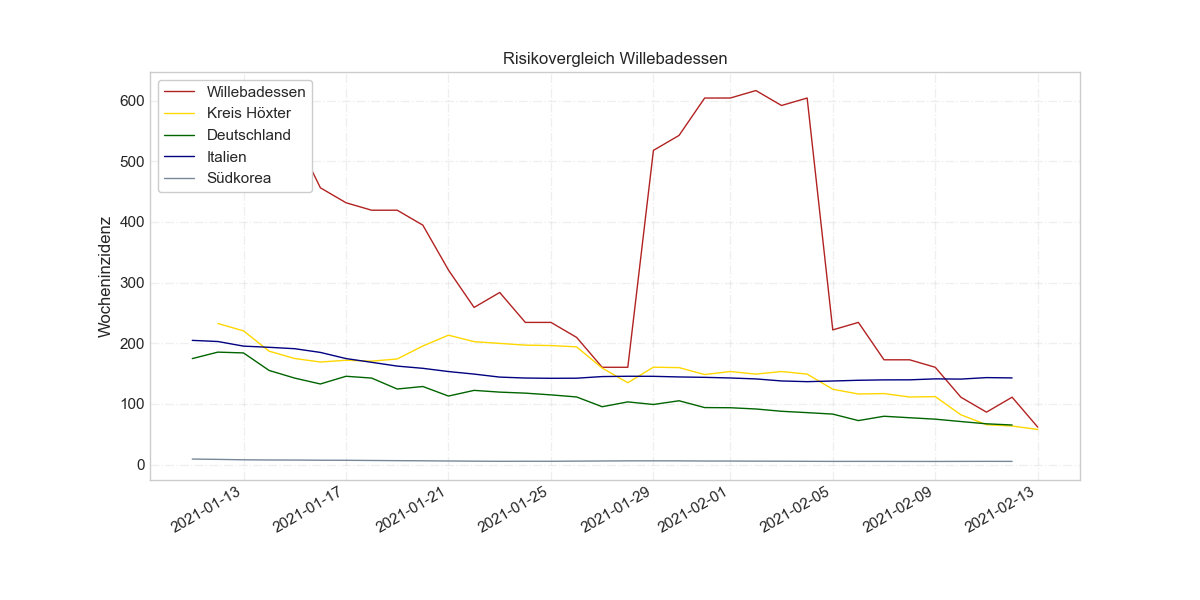 Risikovergleich Willebadessen
Willebadessen
Kreis Höxter
Deutschland
Italien
Südkorea
Wocheninzidenz
600
500
400
300
200
100
0
2021-01-13
2021-01-17
2021-01-21
2021-01-25
2021-01-29
2021-02-01
2021-02-05
2021-02-09
2021-02-13